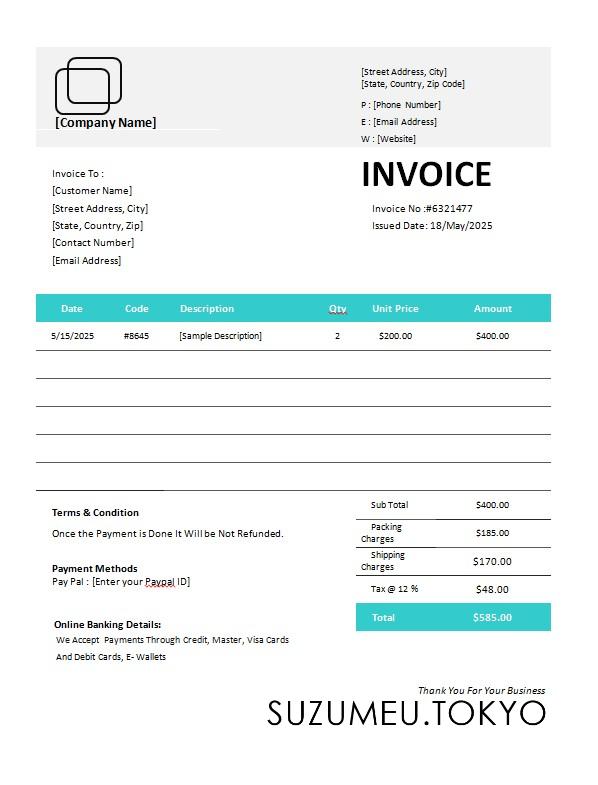 [Company Name]
[Street Address, City]
[State, Country, Zip Code]
P : [Phone Number]
E : [Email Address]
W : [Website]
INVOICE
Invoice No :#6321477
Issued Date: 18/May/2025
Invoice To :
[Customer Name]
[Street Address, City]
[State, Country, Zip]
[Contact Number]
[Email Address]
Date Code Description Qty Unit Price Amount
5/15/2025 #8645 [Sample Description] 2 $200.00 $400.00
Sub Total $400.00
Packing
Charges $185.00
Shipping
Charges $170.00
Tax @ 12 % $48.00
Total $585.00
Terms & Condition
Once the Payment is Done It Will be Not Refunded.
Payment Methods
Pay Pal : [Enter your Paypal ID]
Online Banking Details:
We Accept Payments Through Credit, Master, Visa Cards
And Debit Cards, E- Wallets
Thank You For Your Business
SUZUMEU.TOKYO